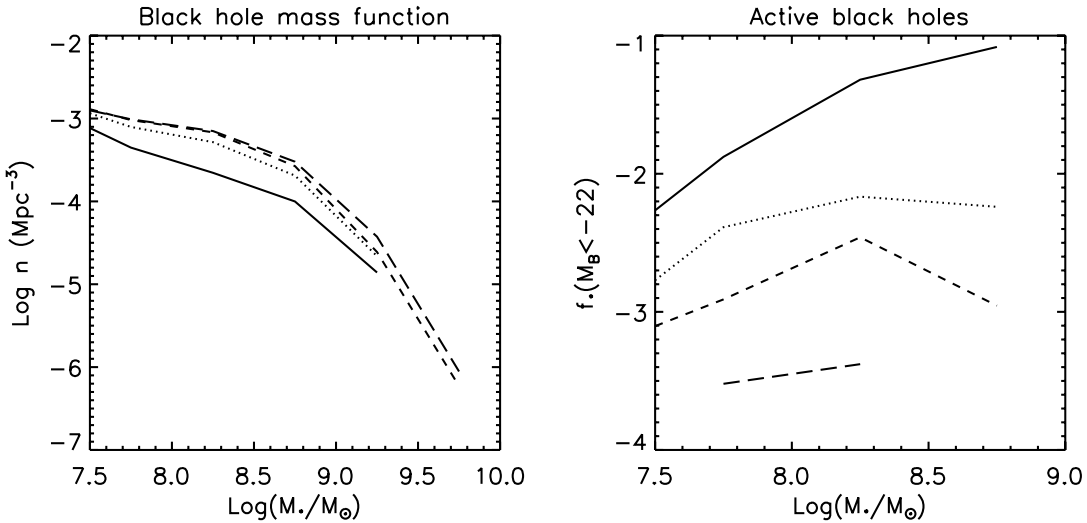 Black hole mass function
Log n (Mpc−3)
−2
−3
−4
−5
−6
−7
7.5 8.0 8.5 9.0 9.5 10.0
Log(M•/M⊙)
Active black holes
f•(MB<−22)
−1
−2
−3
−4
7.5 8.0 8.5 9.0
Log(M•/M⊙)